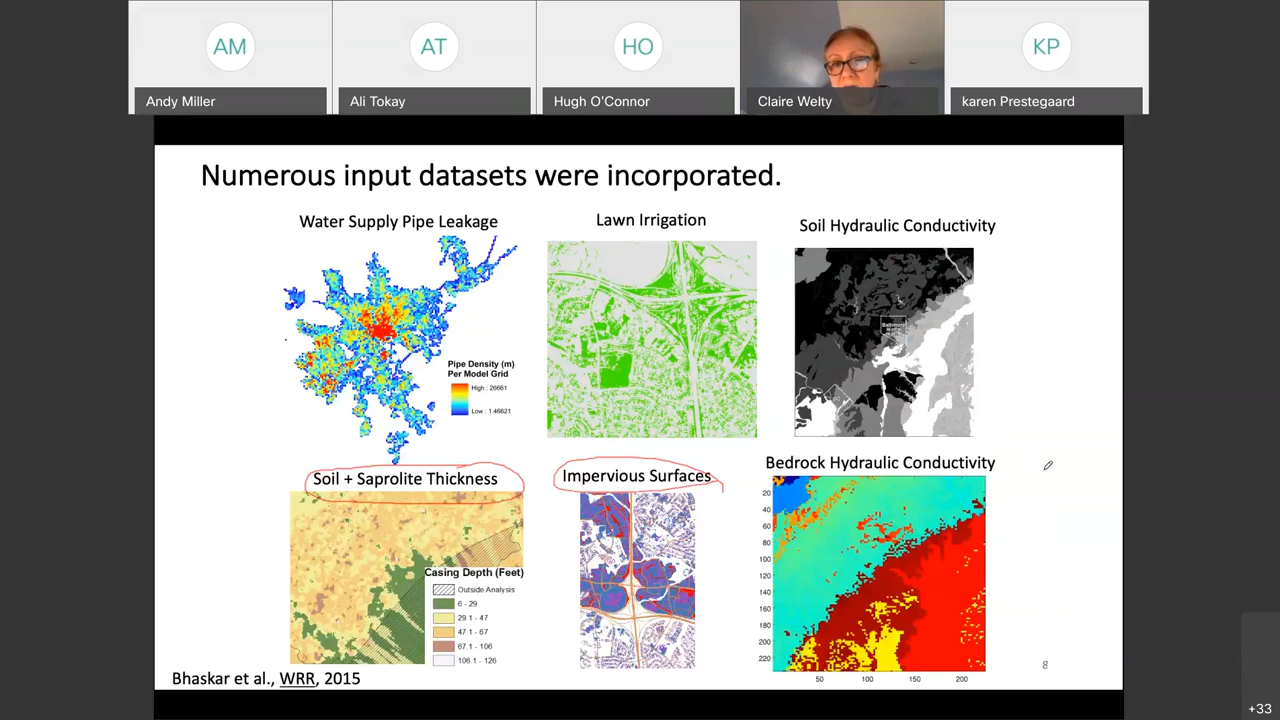 AM
AT
HO
KP
Andy Miller
Ali Tokay
Hugh O'Connor
Claire Welty
karen Prestegaard
Numerous input datasets were incorporated.
Water Supply Pipe Leakage
Lawn Irrigation
Soil Hydraulic Conductivity
Pipe Density (m)
Per Model Grid
High : 26661
Low : 1.46621
Baltimore
Soil + Saprolite Thickness
Impervious Surfaces
Bedrock Hydraulic Conductivity
Casing Depth (Feet)
Outside Analysis
6 - 29
29.1 - 47
47.1 - 67
67.1 - 106
106.1 - 126
20
40
60
80
100
120
140
160
180
200
220
50
100
150
200
8
Bhaskar et al., WRR, 2015
+33